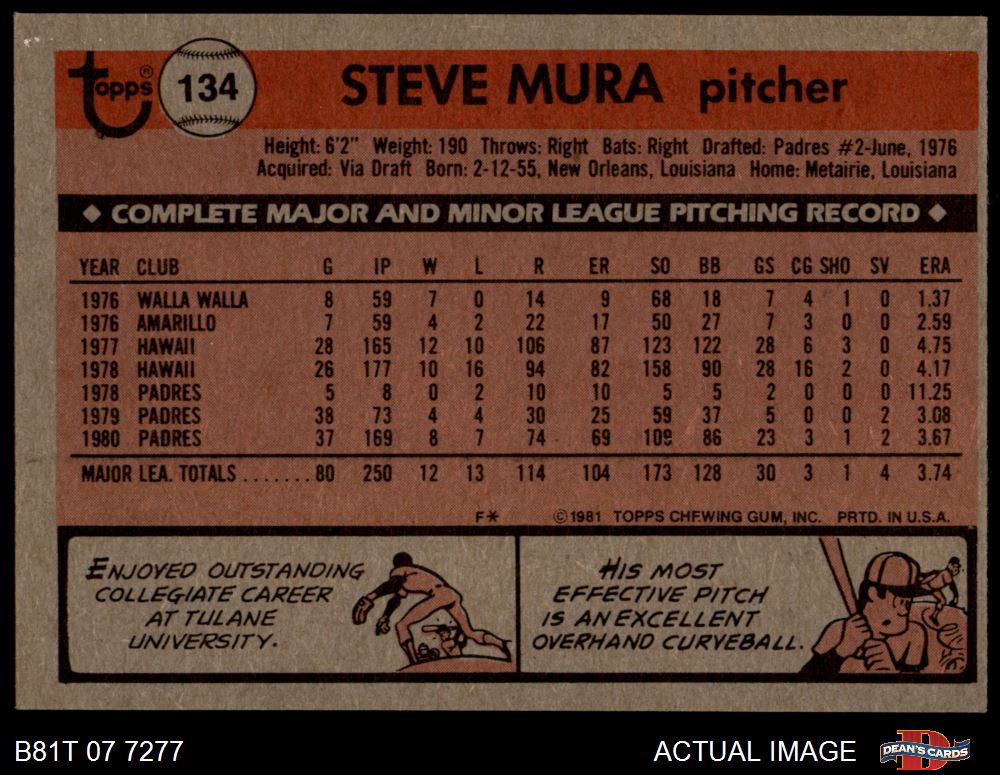 topps® 134 STEVE MURA pitcher
Height: 6'2" Weight: 190 Throws: Right Bats: Right Drafted: Padres #2-June, 1976
Acquired: Via Draft Born: 2-12-55, New Orleans, Louisiana Home: Metairie, Louisiana
◆ COMPLETE MAJOR AND MINOR LEAGUE PITCHING RECORD ◆
YEAR CLUB G IP W L R ER SO BB GS CG SHO SV ERA
1976 WALLA WALLA 8 59 7 0 14 9 68 18 7 4 1 0 1.37
1976 AMARILLO 7 59 4 2 22 17 50 27 7 3 0 0 2.59
1977 HAWAII 28 165 12 10 106 87 123 122 28 6 3 0 4.75
1978 HAWAII 26 177 10 16 94 82 158 90 28 16 2 0 4.17
1978 PADRES 5 8 0 2 10 10 5 5 2 0 0 0 11.25
1979 PADRES 38 73 4 4 30 25 59 37 5 0 0 2 3.08
1980 PADRES 37 169 8 7 74 69 109 86 23 3 1 2 3.67
MAJOR LEA. TOTALS ....... 80 250 12 13 114 104 173 128 30 3 1 4 3.74
F* ©1981 TOPPS CHEWING GUM, INC. PRTD. IN U.S.A.
ENJOYED OUTSTANDING
COLLEGIATE CAREER
AT TULANE
UNIVERSITY.
HIS MOST
EFFECTIVE PITCH
IS AN EXCELLENT
OVERHAND CURVEBALL.
B81T 07 7277 ACTUAL IMAGE DEAN'S CARDS